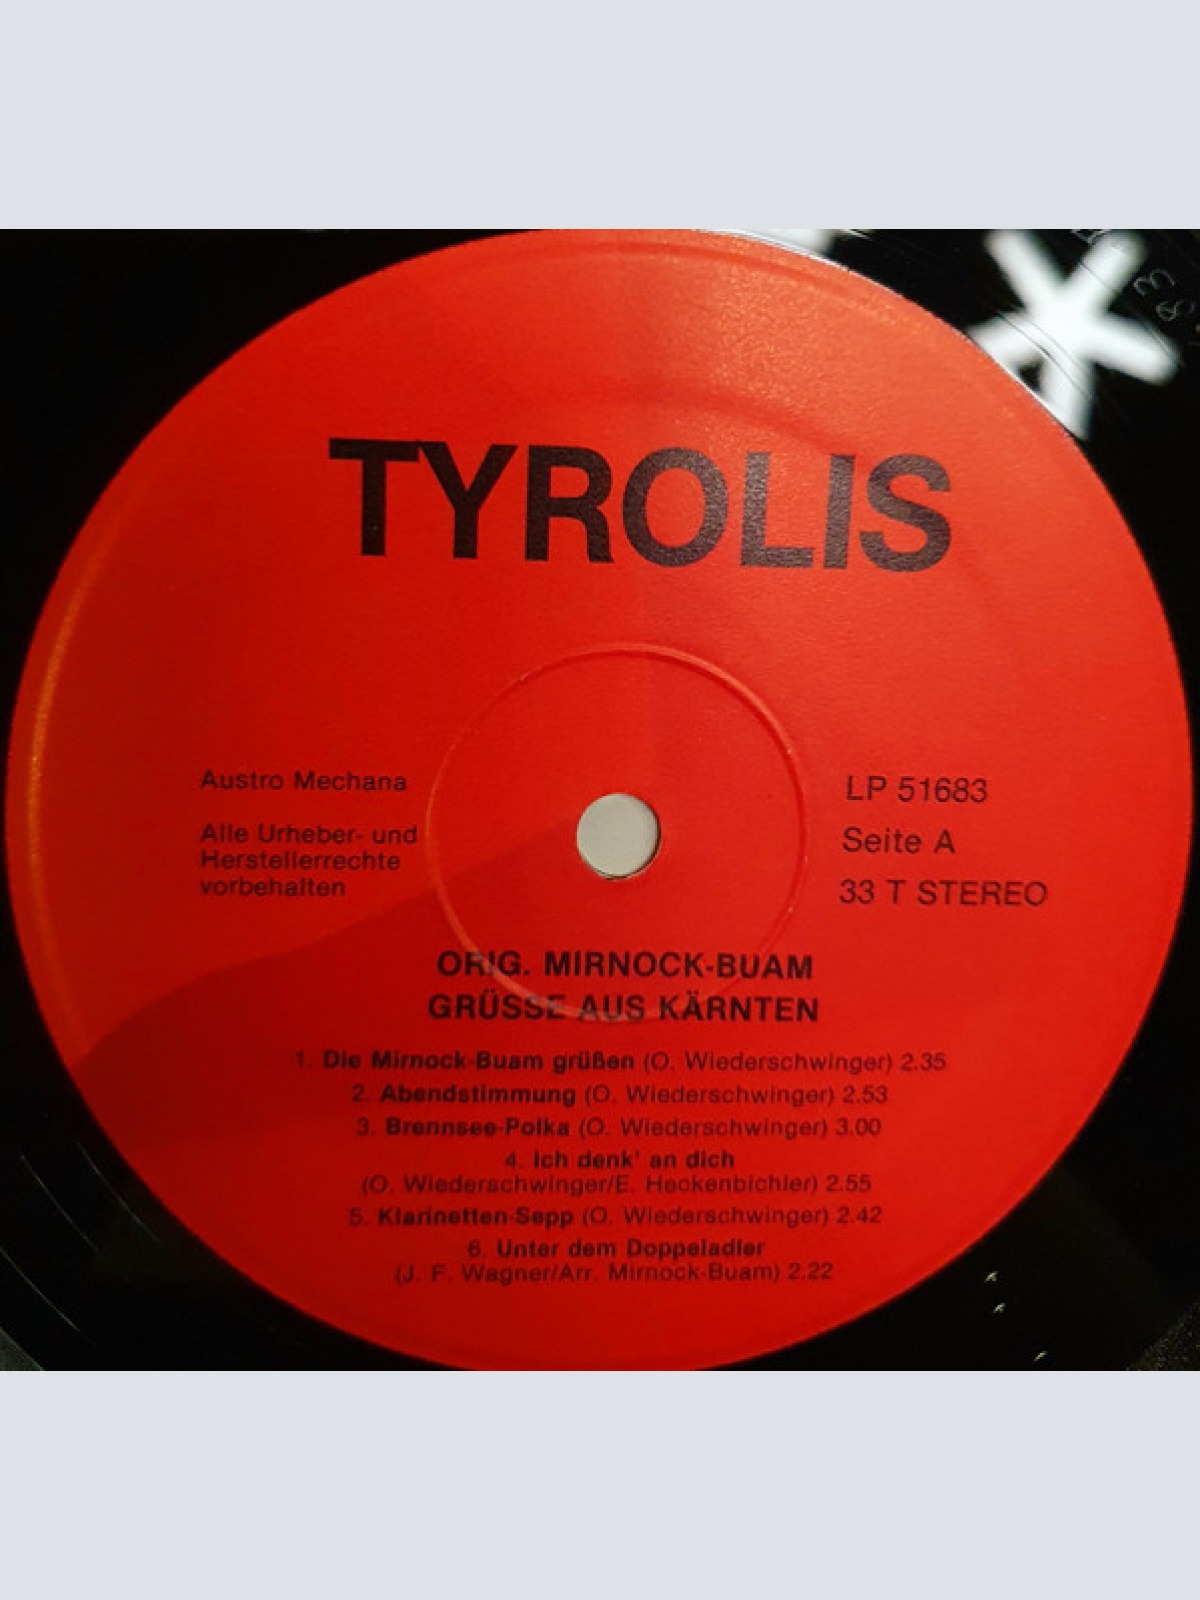 TYROLIS
Austro Mechana
Alle Urheber- und
Herstellerrechte
vorbehalten
LP 51683
Seite A
33 T STEREO
ORIG. MIRNOCK-BUAM
GRÜSSE AUS KÄRNTEN
1. Die Mirnock-Buam grüßen (O. Wiederschwinger) 2.35
2. Abendstimmung (O. Wiederschwinger) 2.53
3. Brennsee-Polka (O. Wiederschwinger) 3.00
4. Ich denk' an dich
(O. Wiederschwinger/E. Heckenbichler) 2.55
5. Klarinetten-Sepp (O. Wiederschwinger) 2.42
6. Unter dem Doppeladler
(J. F. Wagner/Arr. Mirnock-Buam) 2.22